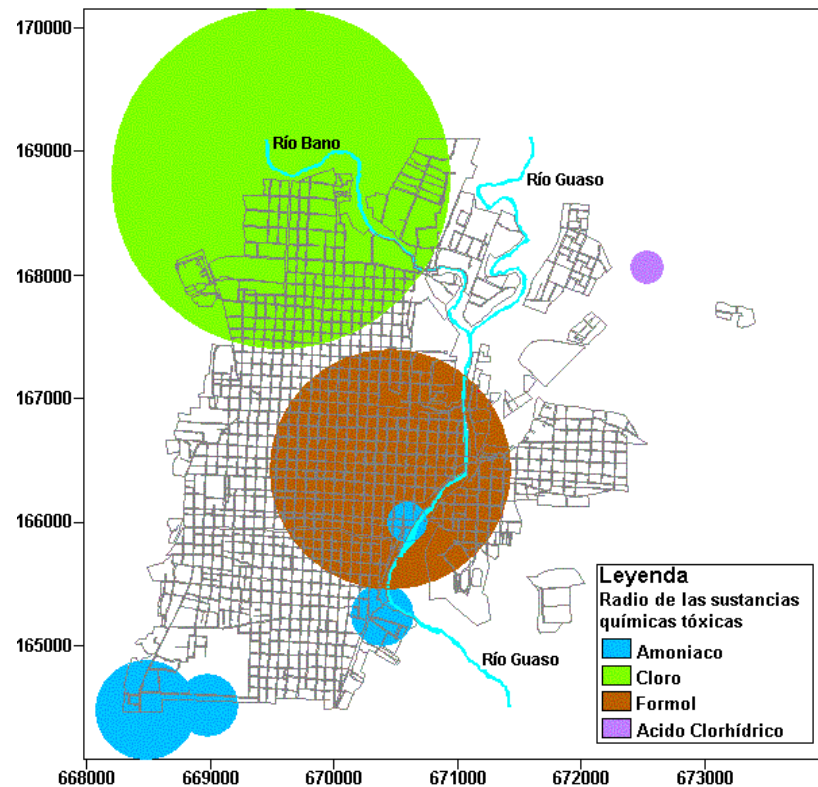 170000
169000
168000
167000
166000
165000
668000
669000
670000
671000
672000
673000
Río Bano
Río Guaso
Río Guaso
Leyenda
Radio de las sustancias
químicas tóxicas
Amoniaco
Cloro
Formol
Acido Clorhídrico